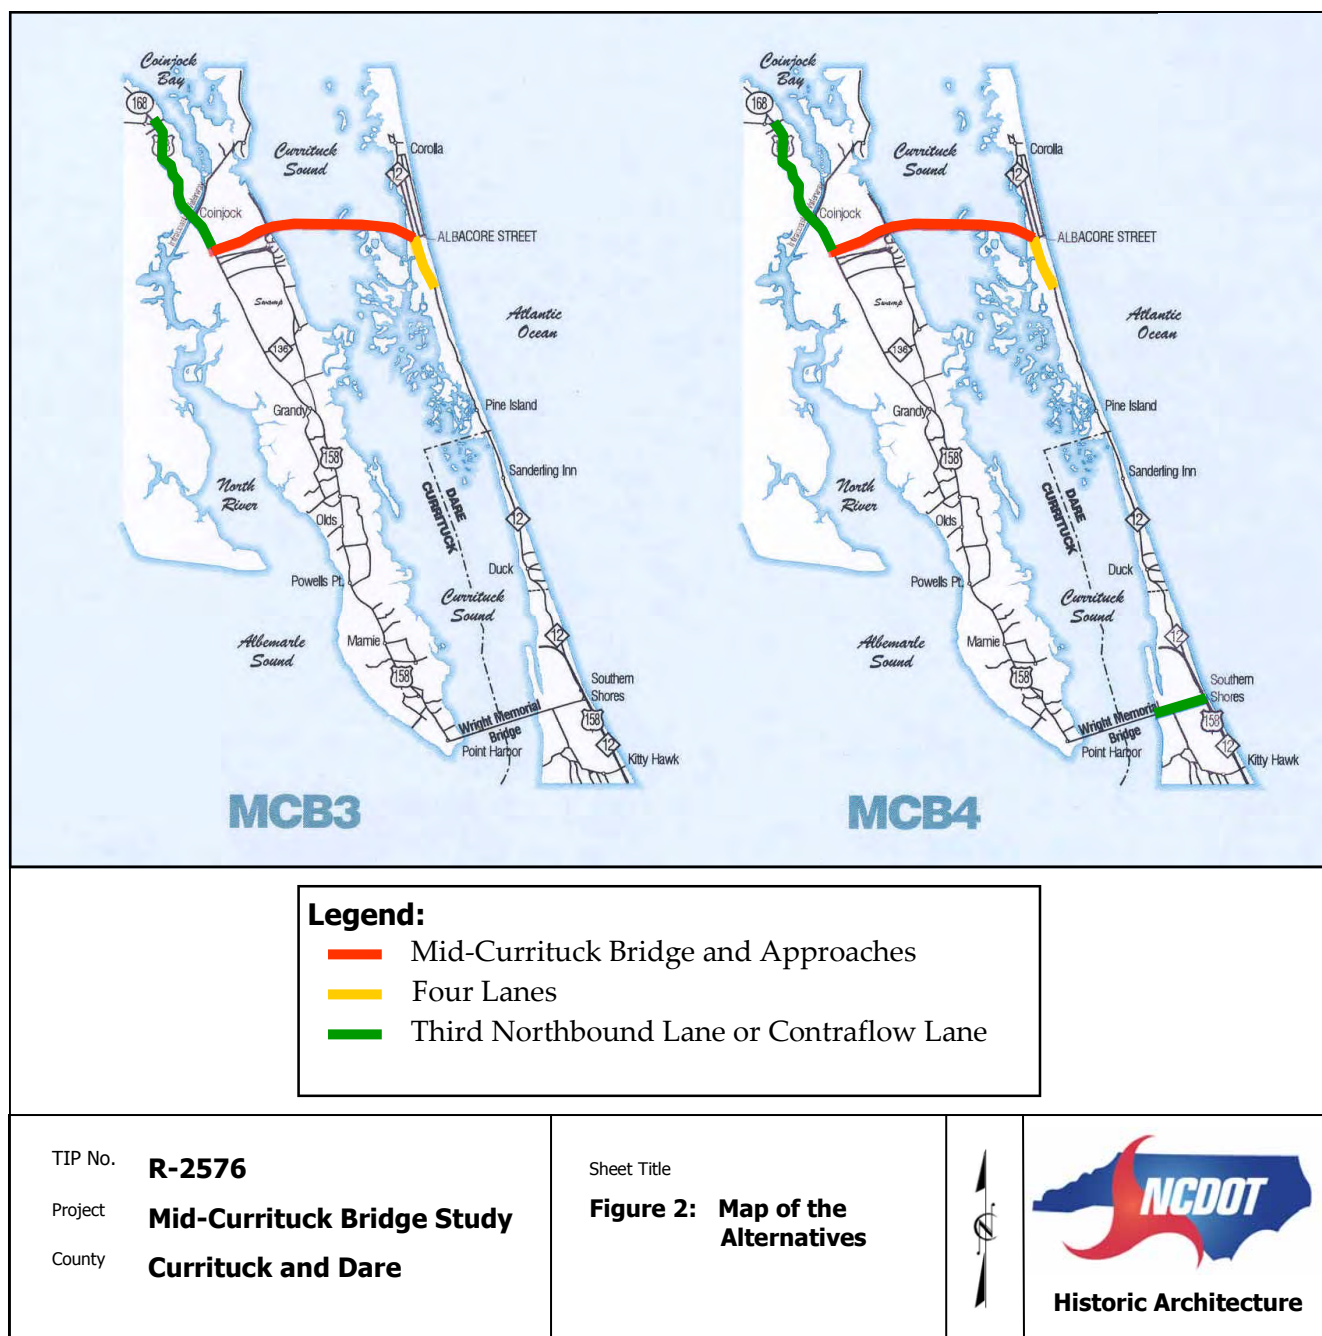 Coinjock
Bay
168
Currituck
Sound
Corolla
12
Coinjock
ALBACORE STREET
Swamp
Atlantic
Ocean
136
Grandy
Pine Island
158
Sanderling Inn
North
River
DARE
CURRITUCK
12
Olds
Duck
Powells Pt.
Currituck
Sound
Albemarle
Sound
Mamie
12
158
Southern
Shores
Wright Memorial
Bridge
158
Point Harbor
12
Kitty Hawk
MCB3
Coinjock
Bay
168
Currituck
Sound
Corolla
12
Coinjock
ALBACORE STREET
Swamp
Atlantic
Ocean
136
Grandy
Pine Island
158
Sanderling Inn
North
River
DARE
CURRITUCK
12
Olds
Duck
Powells Pt.
Currituck
Sound
Albemarle
Sound
Mamie
12
158
Southern
Shores
Wright Memorial
Bridge
158
Point Harbor
12
Kitty Hawk
MCB4
Legend:
Mid-Currituck Bridge and Approaches
Four Lanes
Third Northbound Lane or Contraflow Lane
TIP No. R-2576
Project Mid-Currituck Bridge Study
County Currituck and Dare
Sheet Title
Figure 2: Map of the
Alternatives
NCDOT
Historic Architecture